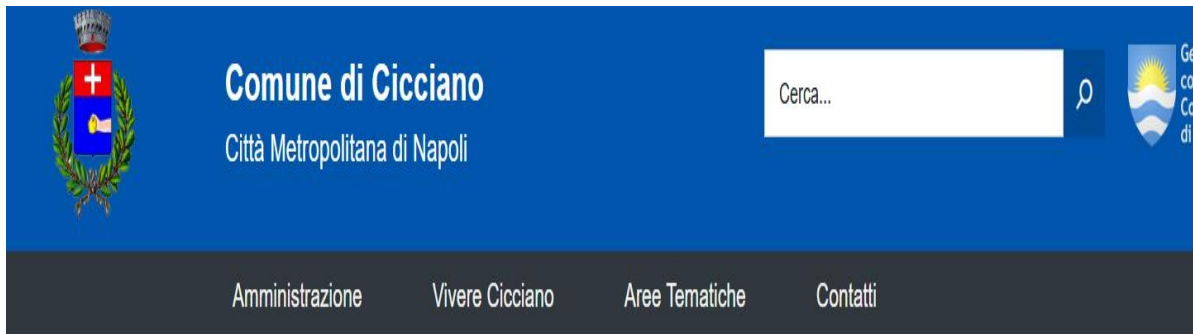 Comune di Cicciano
Città Metropolitana di Napoli
Cerca...
Amministrazione Vivere Cicciano Aree Tematiche Contatti